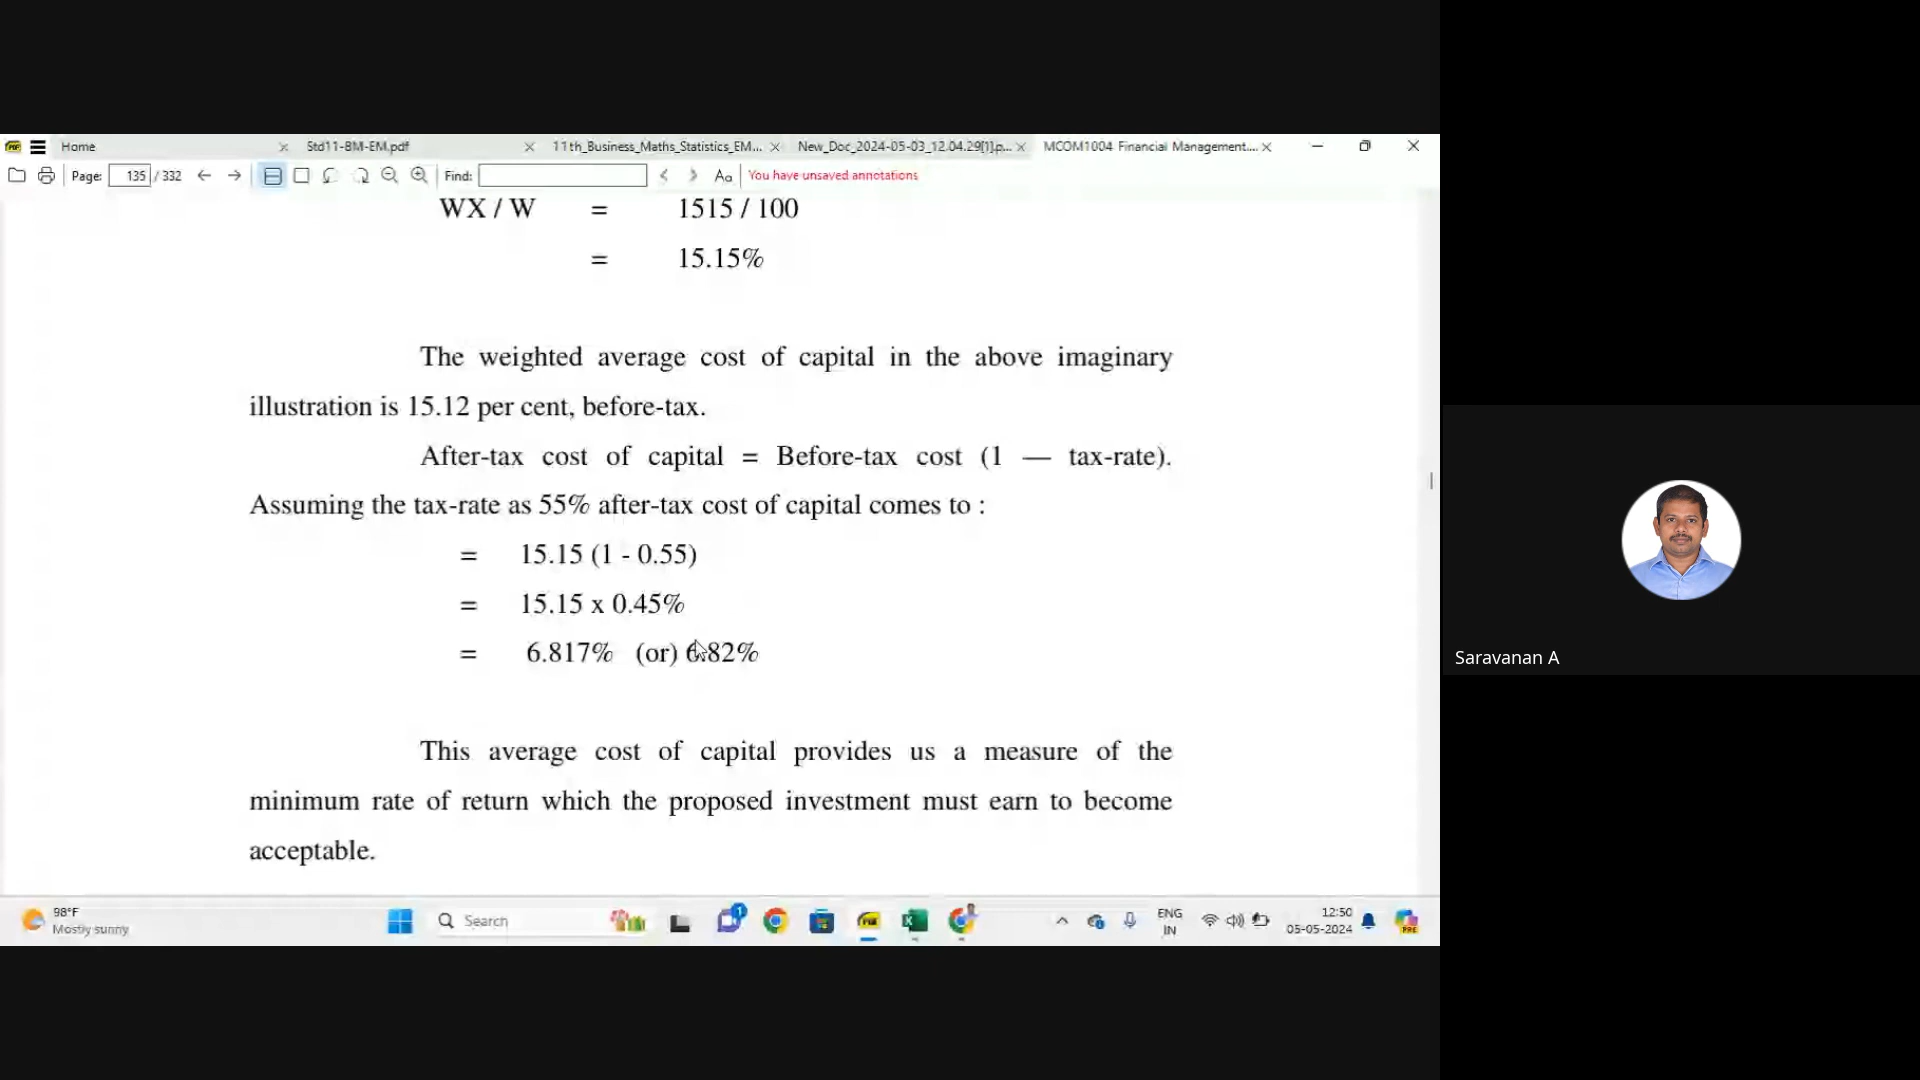 Home
Std11-BM-EM.pdf
11th_Business_Maths_Statistics_EM...
New_Doc_2024-05-03_12.04.29[1].p...
MCOM1004 Financial Management....
Page: 135 / 332
Find:
Aa
You have unsaved annotations
WX / W = 1515 / 100
= 15.15%
The weighted average cost of capital in the above imaginary
illustration is 15.12 per cent, before-tax.
After-tax cost of capital = Before-tax cost (1 — tax-rate).
Assuming the tax-rate as 55% after-tax cost of capital comes to :
= 15.15 (1 - 0.55)
= 15.15 x 0.45%
= 6.817% (or) 6.82%
This average cost of capital provides us a measure of the
minimum rate of return which the proposed investment must earn to become
acceptable.
Saravanan A
98°F
Mostly sunny
Search
1
ENG
IN
12:50
05-05-2024